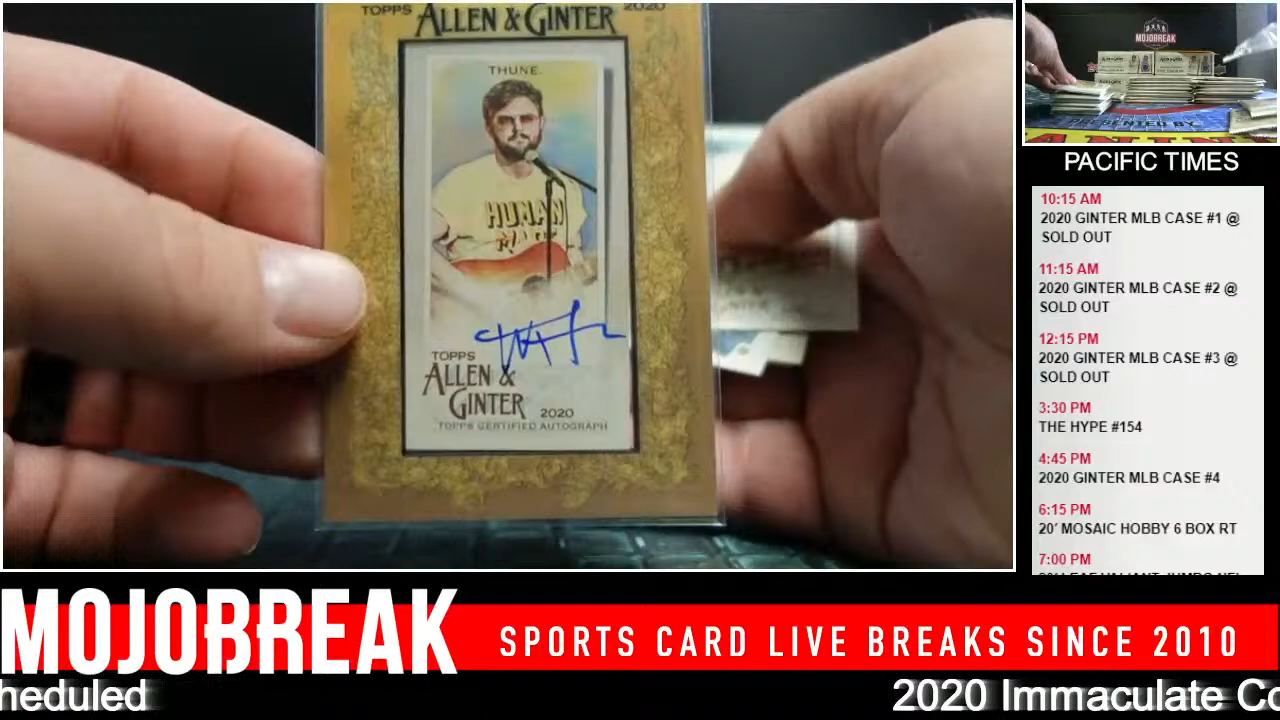 TOPPS ALLEN & GINTER 2020
THUNE.
HUMAN
TOPPS
ALLEN &
GINTER 2020
TOPPS CERTIFIED AUTOGRAPH
MOJOBREAK
PRESENTED BY
PACIFIC TIMES
10:15 AM
2020 GINTER MLB CASE #1 @
SOLD OUT
11:15 AM
2020 GINTER MLB CASE #2 @
SOLD OUT
12:15 PM
2020 GINTER MLB CASE #3 @
SOLD OUT
3:30 PM
THE HYPE #154
4:45 PM
2020 GINTER MLB CASE #4
6:15 PM
20' MOSAIC HOBBY 6 BOX RT
7:00 PM
MOJOBREAK SPORTS CARD LIVE BREAKS SINCE 2010
heduled 2020 Immaculate Co